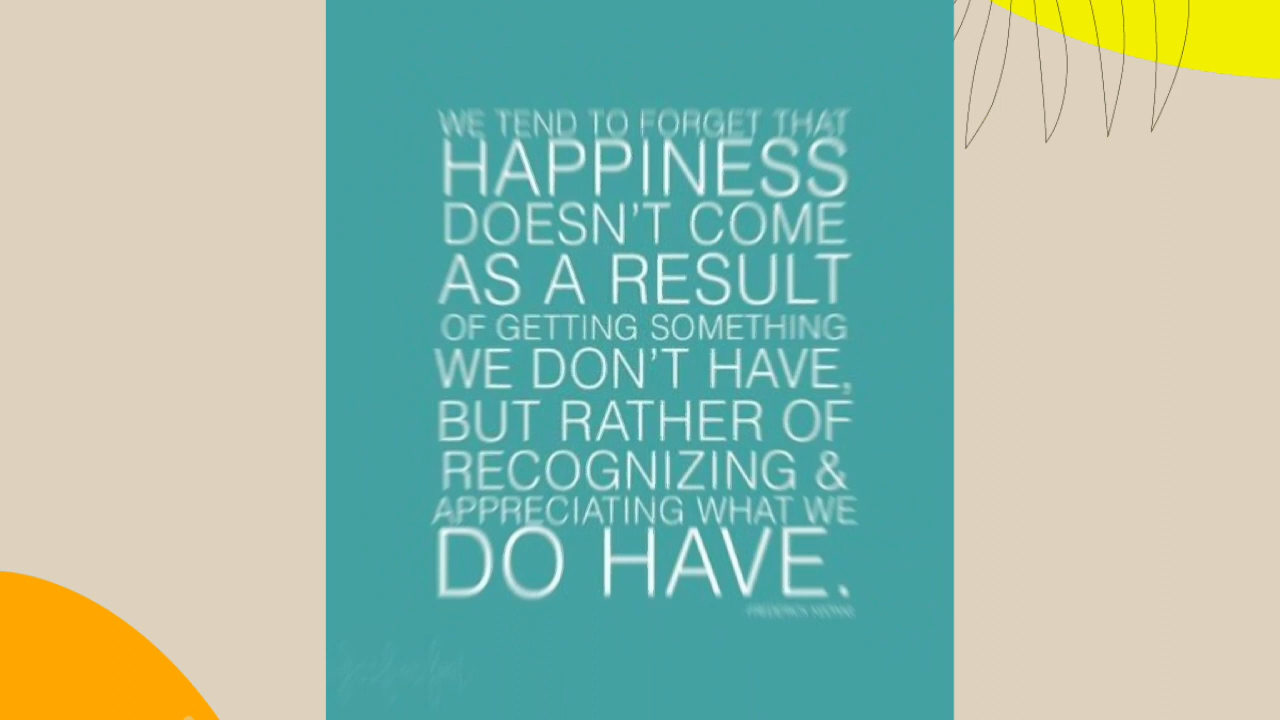 WE TEND TO FORGET THAT
HAPPINESS
DOESN'T COME
AS A RESULT
OF GETTING SOMETHING
WE DON'T HAVE,
BUT RATHER OF
RECOGNIZING &
APPRECIATING WHAT WE
DO HAVE.